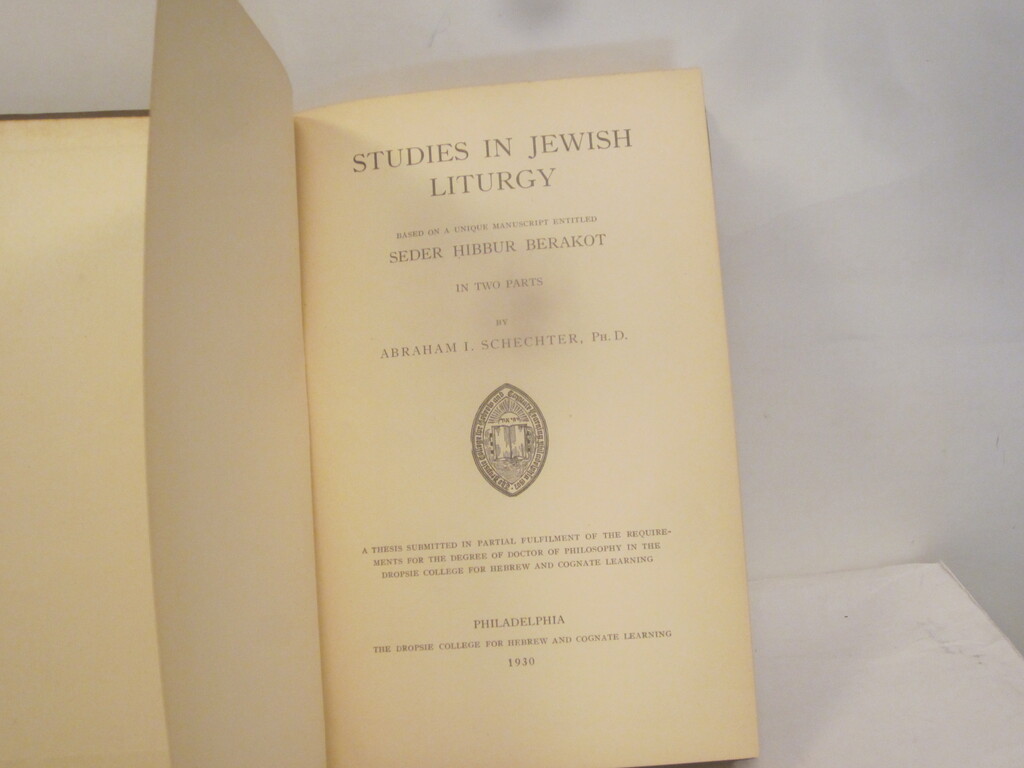 STUDIES IN JEWISH
LITURGY
BASED ON A UNIQUE MANUSCRIPT ENTITLED
SEDER HIBBUR BERAKOT
IN TWO PARTS
BY
ABRAHAM I. SCHECHTER, PH. D.
A THESIS SUBMITTED IN PARTIAL FULFILMENT OF THE REQUIRE-
MENTS FOR THE DEGREE OF DOCTOR OF PHILOSOPHY IN THE
DROPSIE COLLEGE FOR HEBREW AND COGNATE LEARNING
PHILADELPHIA
THE DROPSIE COLLEGE FOR HEBREW AND COGNATE LEARNING
1930